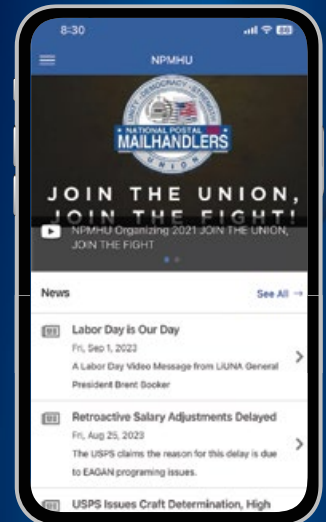 8:30
88
NPMHU
UNITY • DEMOCRACY • STRENGTH
NATIONAL POSTAL
MAILHANDLERS
UNION
JOIN THE UNION,
JOIN THE FIGHT!
NPMHU Organizing 2021 JOIN THE UNION,
JOIN THE FIGHT
News
See All →
Labor Day is Our Day
Fri, Sep 1, 2023
A Labor Day Video Message from LiUNA General
President Brent Booker
Retroactive Salary Adjustments Delayed
Fri, Aug 25, 2023
The USPS claims the reason for this delay is due
to EAGAN programing issues.
USPS Issues Craft Determination, High